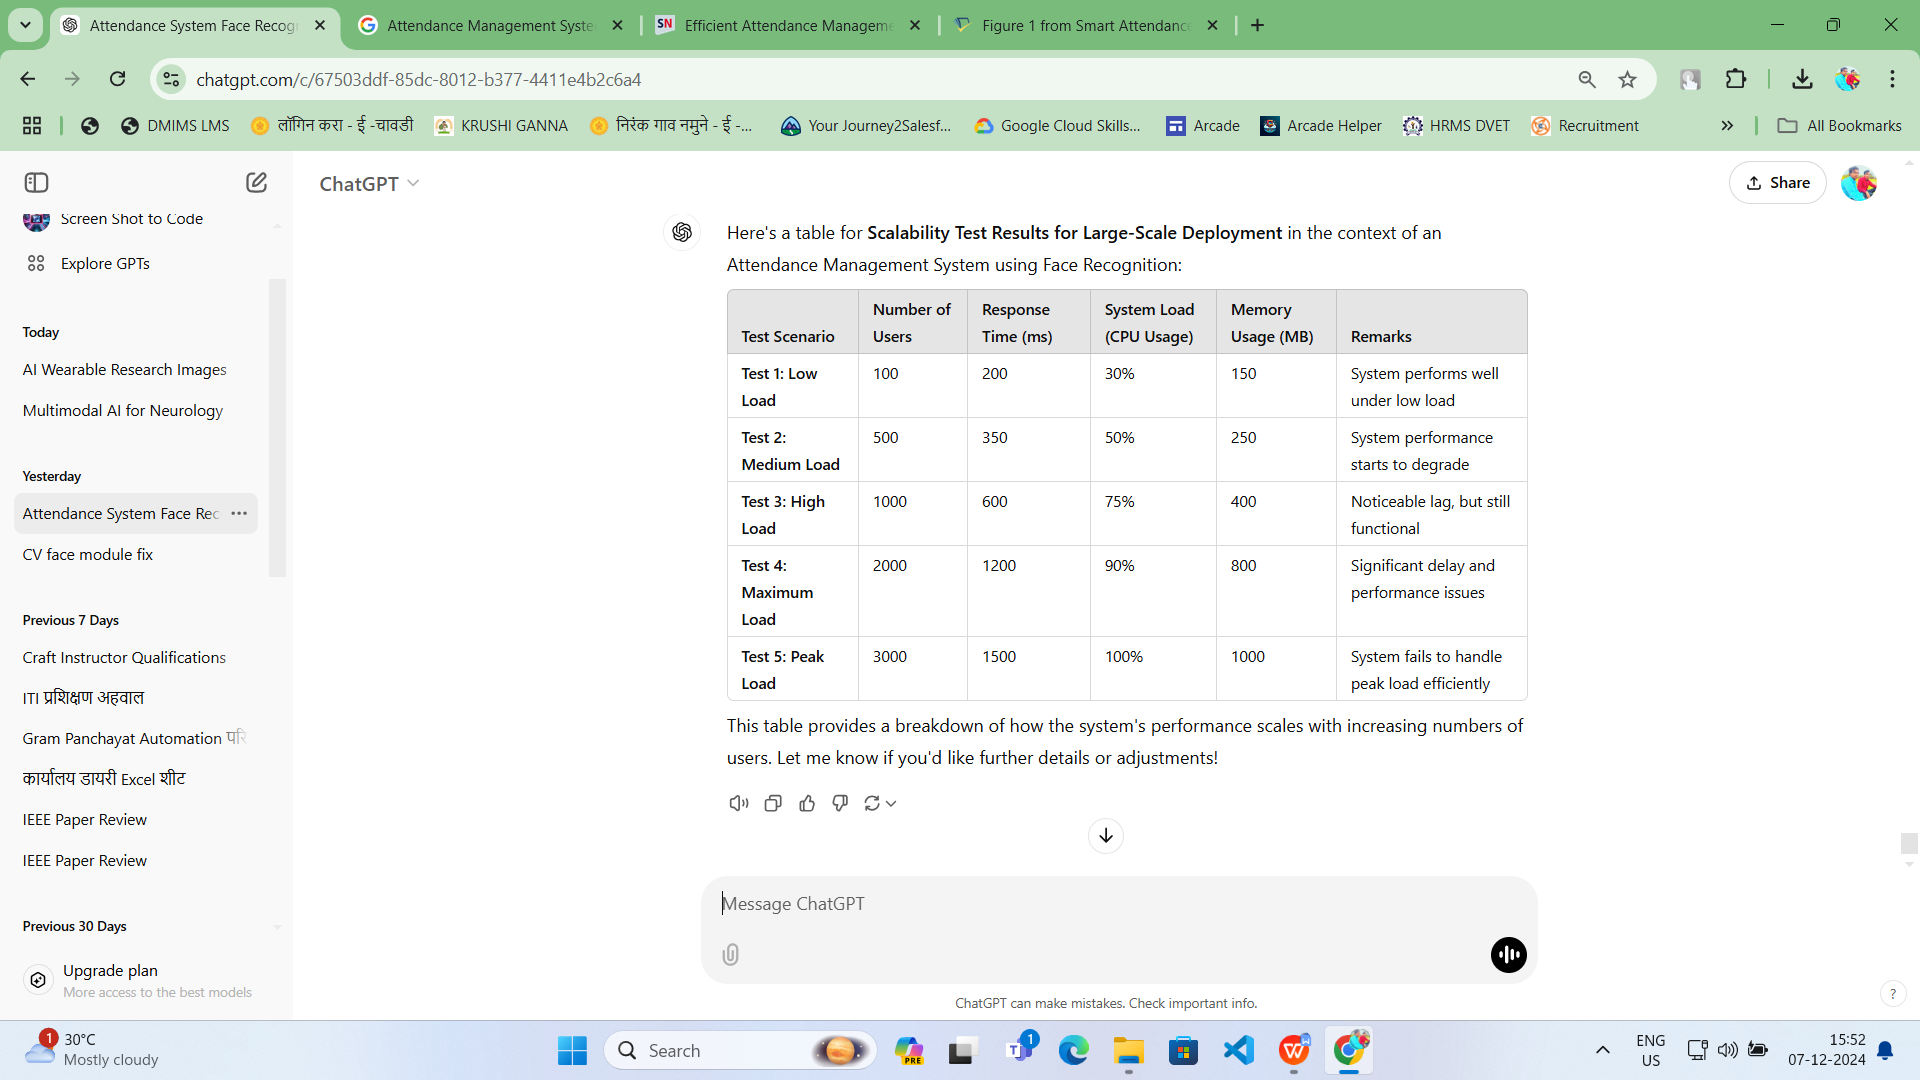 Attendance System Face Recogn
Attendance Management Syste
SN Efficient Attendance Manageme
Figure 1 from Smart Attendance
chatgpt.com/c/67503ddf-85dc-8012-b377-4411e4b2c6a4
DMIMS LMS
लॉगिन करा - ई -चावडी
KRUSHI GANNA
निरंक गाव नमुने - ई -...
Your Journey2Salesf...
Google Cloud Skills...
Arcade
Arcade Helper
HRMS DVET
Recruitment
All Bookmarks
ChatGPT
Share
Screen Shot to Code
Explore GPTs
Today
AI Wearable Research Images
Multimodal AI for Neurology
Yesterday
Attendance System Face Rec
CV face module fix
Previous 7 Days
Craft Instructor Qualifications
ITI प्रशिक्षण अहवाल
Gram Panchayat Automation परि
कार्यालय डायरी Excel शीट
IEEE Paper Review
IEEE Paper Review
Previous 30 Days
Upgrade plan
More access to the best models
Here's a table for Scalability Test Results for Large-Scale Deployment in the context of an
Attendance Management System using Face Recognition:
Test Scenario
Number of
Users
Response
Time (ms)
System Load
(CPU Usage)
Memory
Usage (MB)
Remarks
Test 1: Low
Load
100
200
30%
150
System performs well
under low load
Test 2:
Medium Load
500
350
50%
250
System performance
starts to degrade
Test 3: High
Load
1000
600
75%
400
Noticeable lag, but still
functional
Test 4:
Maximum
Load
2000
1200
90%
800
Significant delay and
performance issues
Test 5: Peak
Load
3000
1500
100%
1000
System fails to handle
peak load efficiently
This table provides a breakdown of how the system's performance scales with increasing numbers of
users. Let me know if you'd like further details or adjustments!
Message ChatGPT
ChatGPT can make mistakes. Check important info.
?
1
30°C
Mostly cloudy
Search
PRE
1
ENG
US
15:52
07-12-2024